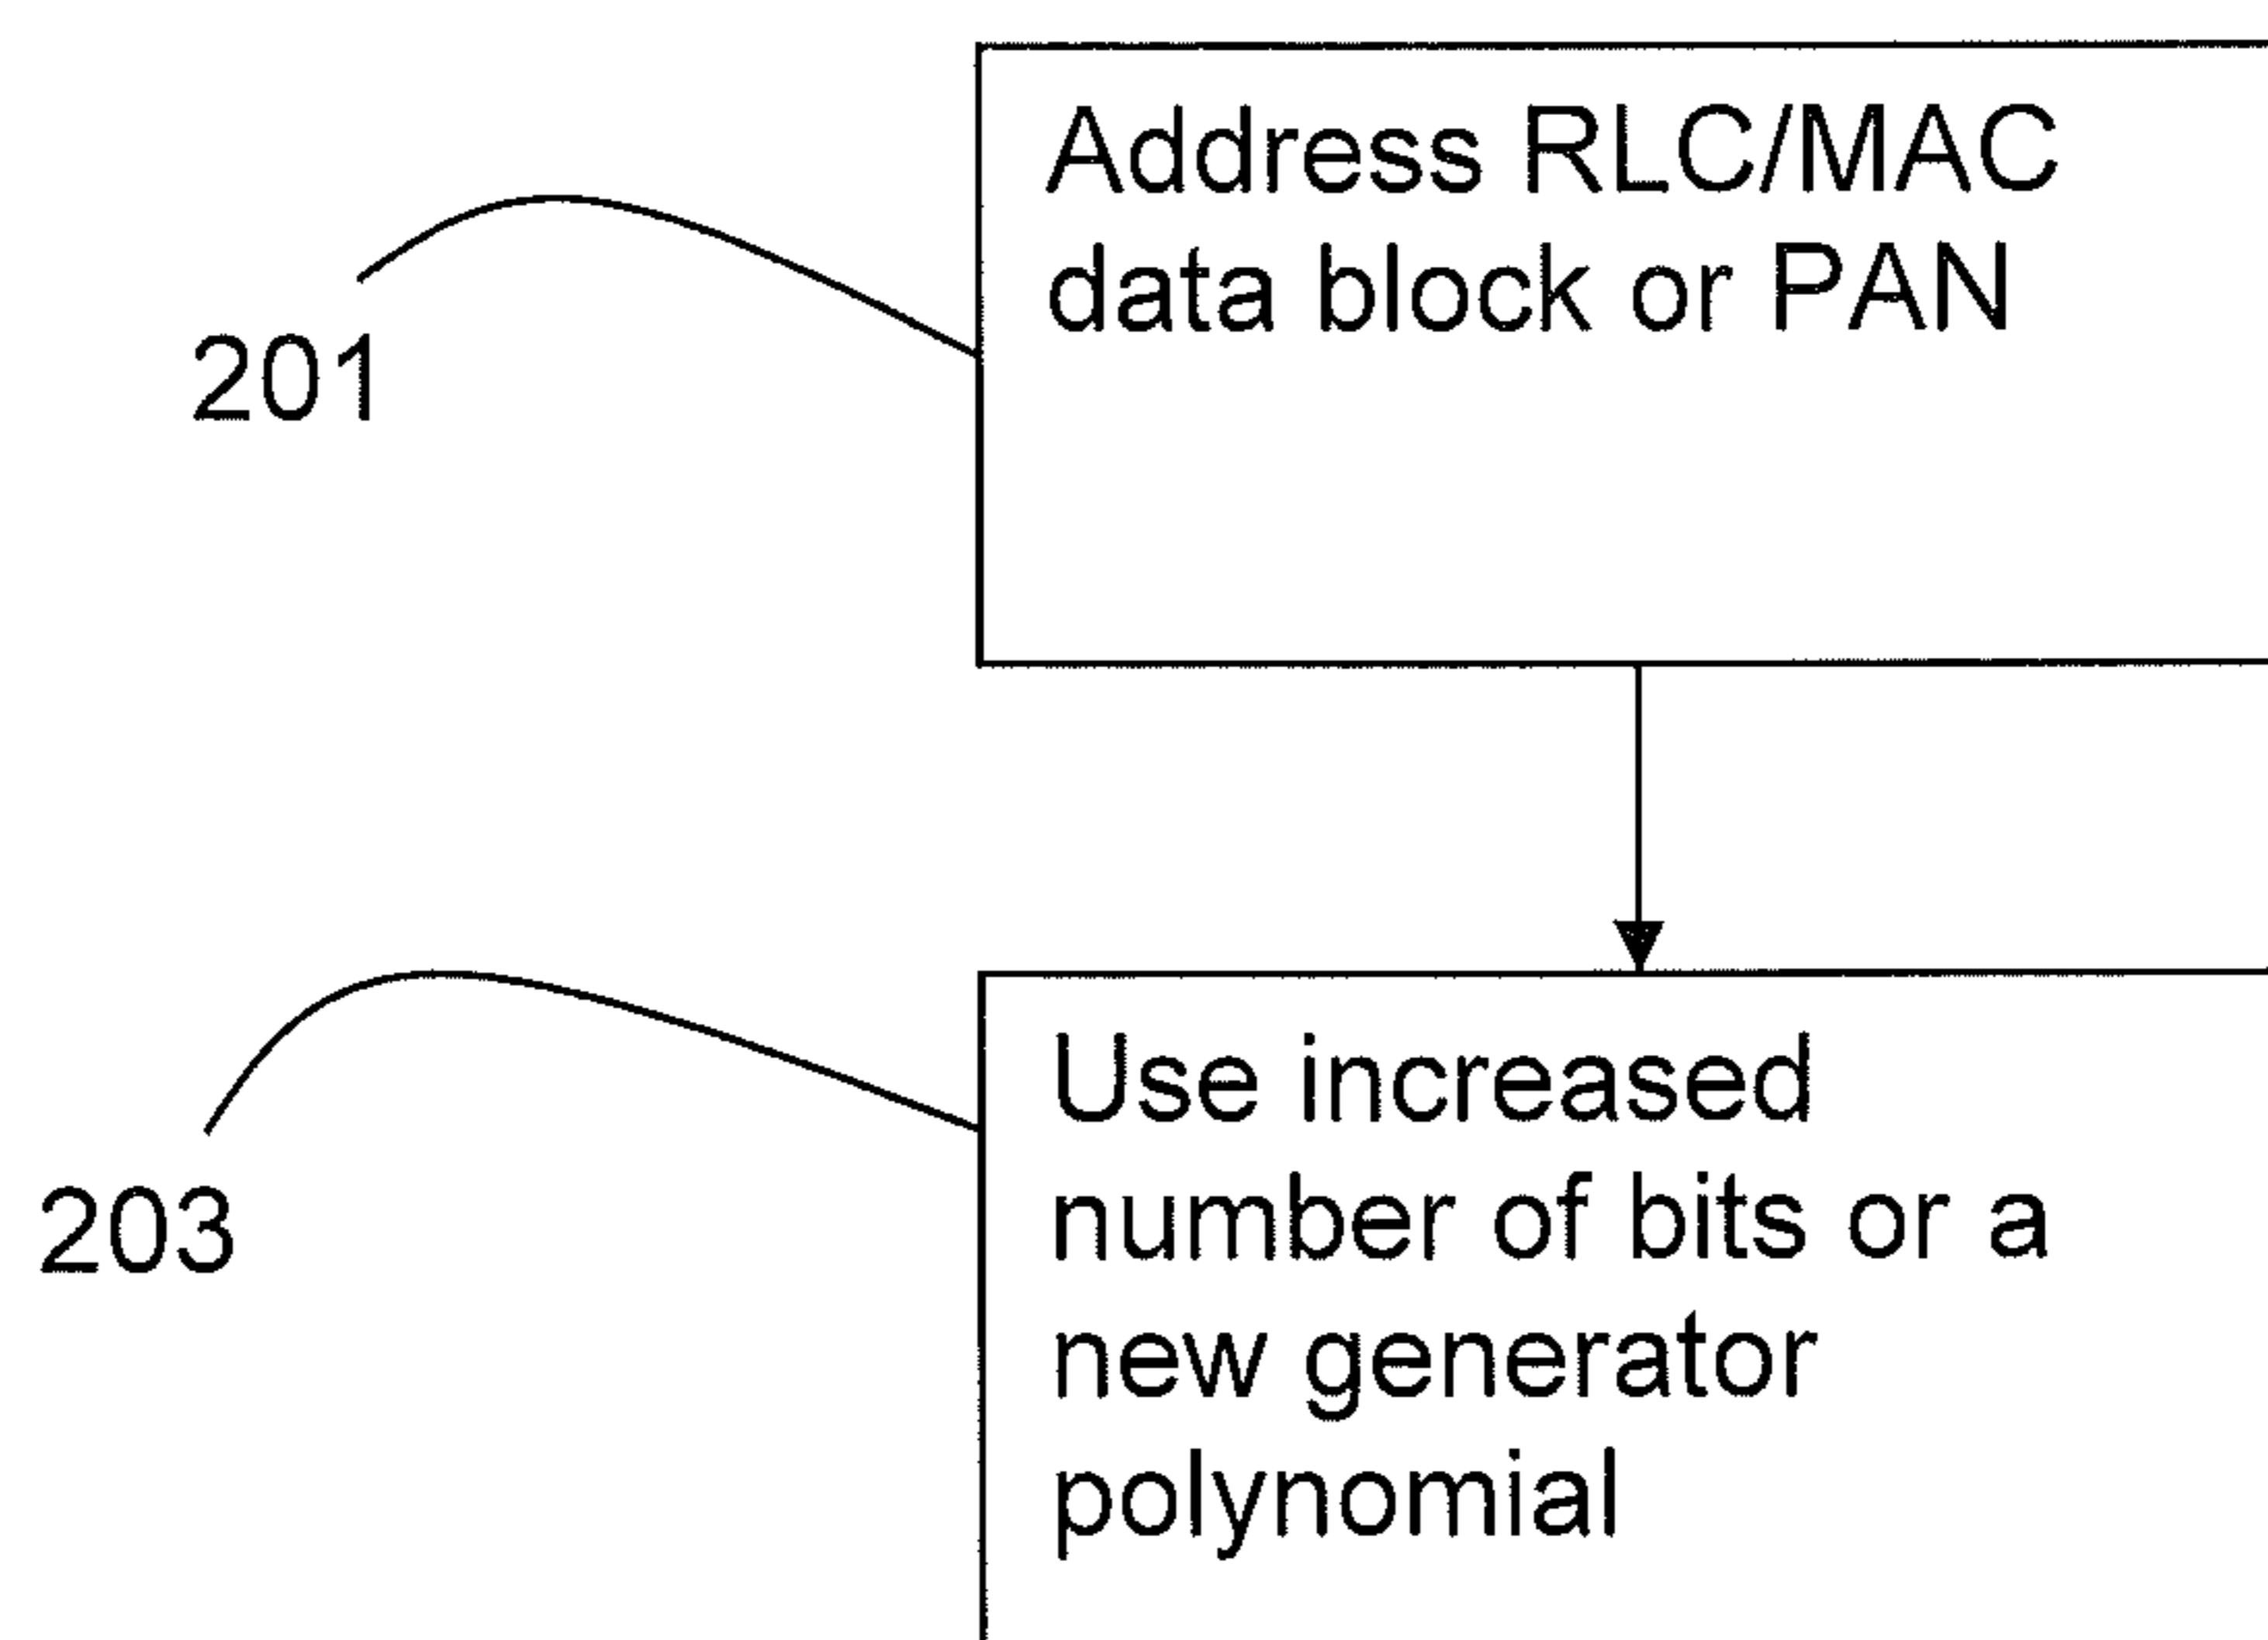 Address RLC/MAC
data block or PAN
201
Use increased
number of bits or a
new generator
polynomial
203